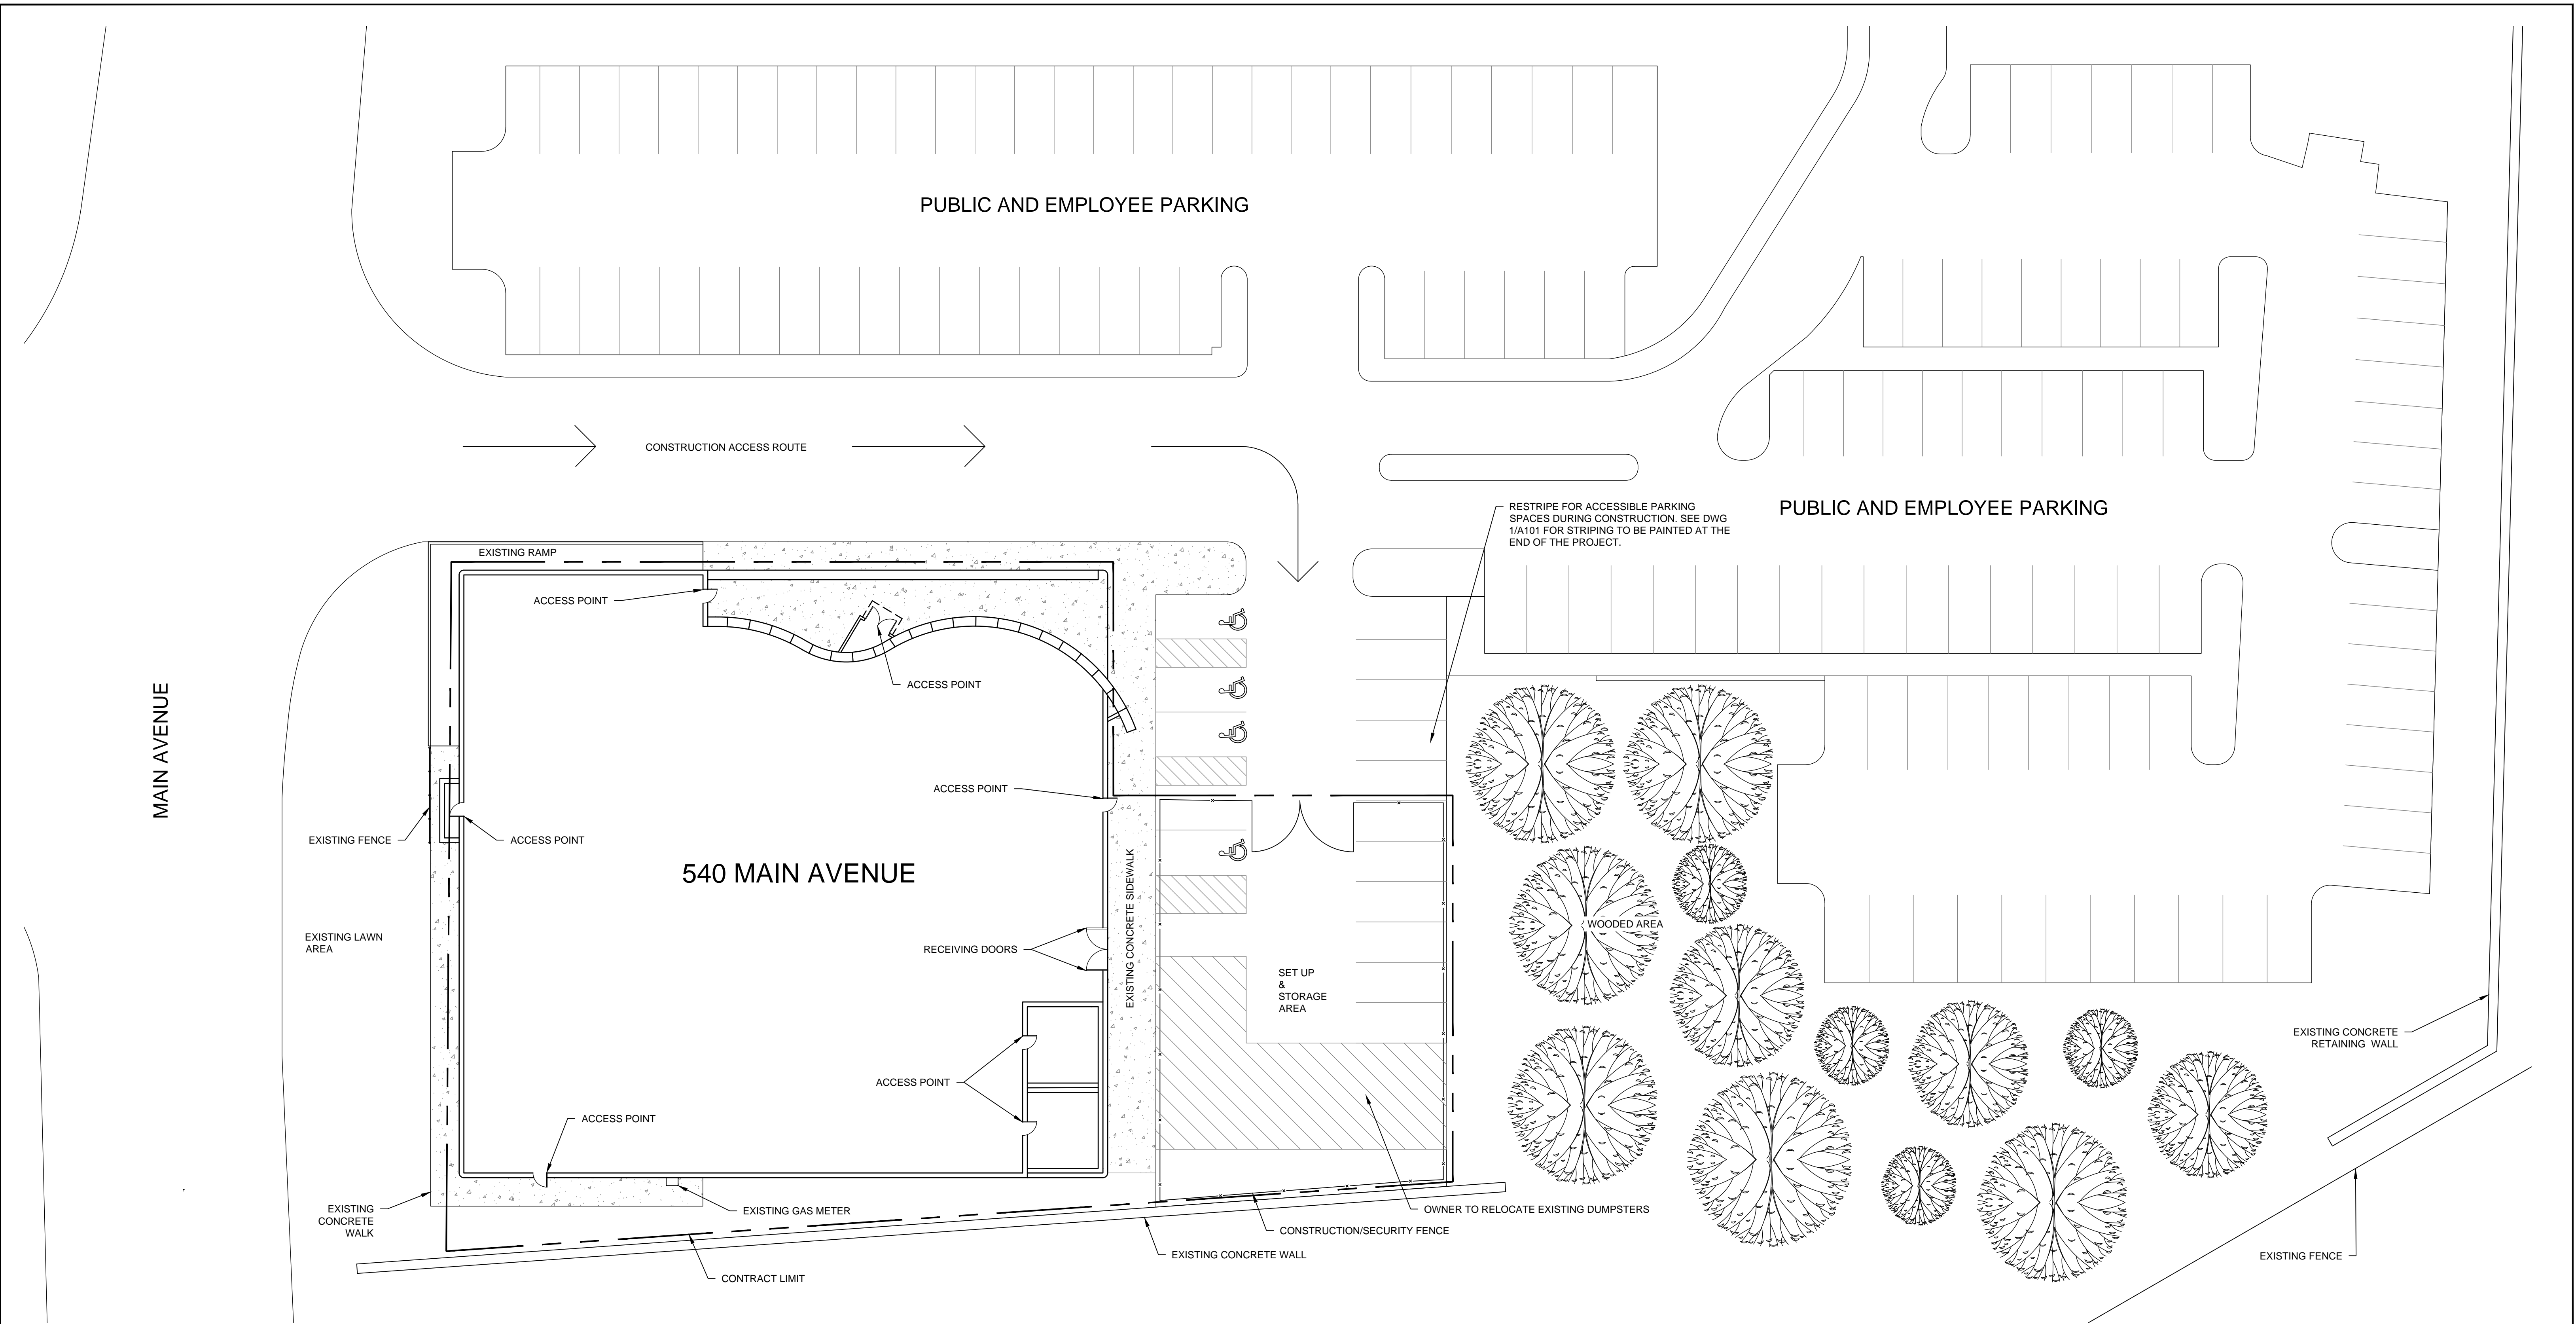 PUBLIC AND EMPLOYEE PARKING
CONSTRUCTION ACCESS ROUTE
RESTRIPE FOR ACCESSIBLE PARKING
SPACES DURING CONSTRUCTION. SEE DWG
1/A101 FOR STRIPING TO BE PAINTED AT THE
END OF THE PROJECT.
PUBLIC AND EMPLOYEE PARKING
EXISTING RAMP
ACCESS POINT
ACCESS POINT
MAIN AVENUE
ACCESS POINT
EXISTING FENCE
ACCESS POINT
540 MAIN AVENUE
EXISTING CONCRETE SIDEWALK
WOODED AREA
EXISTING LAWN
AREA
RECEIVING DOORS
SET UP
&
STORAGE
AREA
EXISTING CONCRETE
RETAINING WALL
ACCESS POINT
ACCESS POINT
EXISTING
CONCRETE
WALK
EXISTING GAS METER
OWNER TO RELOCATE EXISTING DUMPSTERS
CONSTRUCTION/SECURITY FENCE
EXISTING CONCRETE WALL
EXISTING FENCE
CONTRACT LIMIT